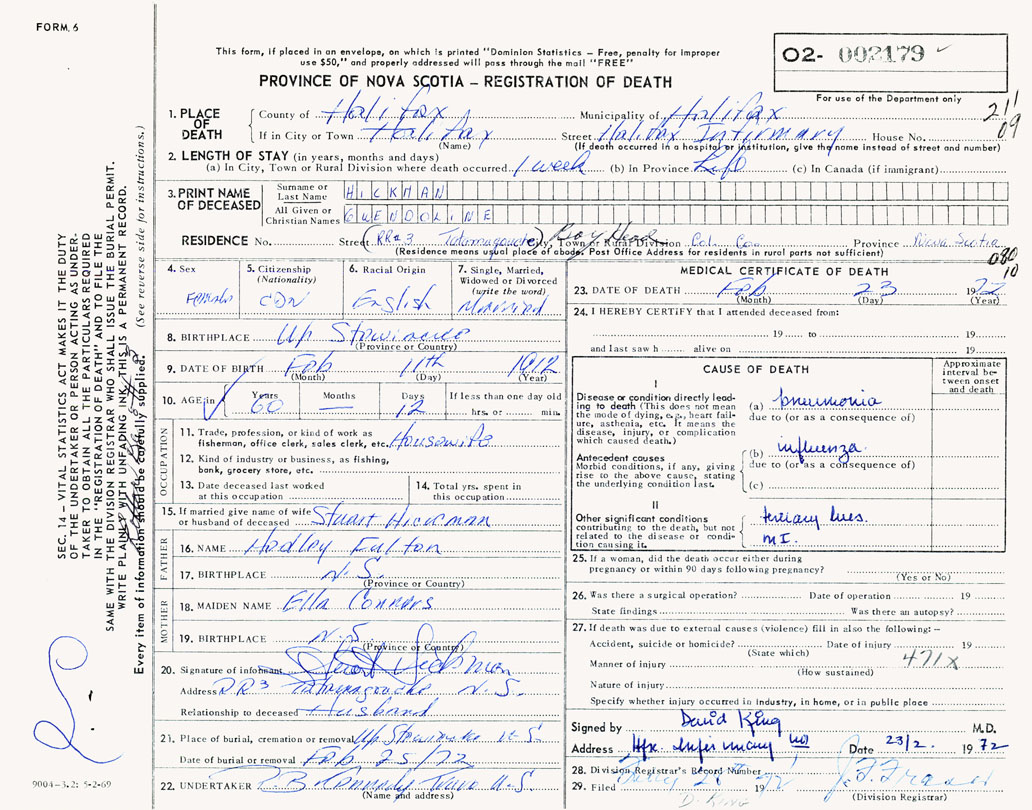 FORM. 6
This form, if placed in an envelope, on which is printed "Dominion Statistics – Free, penalty for improper
use $50," and properly addressed will pass through the mail "FREE"
PROVINCE OF NOVA SCOTIA – REGISTRATION OF DEATH
O2- 002179
For use of the Department only
211
09
1. PLACE OF DEATH
County of Halifax Municipality of Halifax
If in City or Town Halifax Street Halifax Infirmary House No.
(Name) (If death occurred in a hospital or institution, give the name instead of street and number)
2. LENGTH OF STAY (in years, months and days)
(a) In City, Town or Rural Division where death occurred 1 week (b) In Province Life (c) In Canada (if immigrant)
3. PRINT NAME OF DECEASED
Surname or Last Name HICKMAN
All Given or Christian Names GWENDOLINE
RESIDENCE No. Street (RR#3 Tatamagouche) City, Town or Rural Division Bay Head Col. Co. Province Nova Scotia
(Residence means usual place of abode. Post Office Address for residents in rural parts not sufficient)
080
10
4. Sex Female
5. Citizenship (Nationality) CDN
6. Racial Origin English
7. Single, Married, Widowed or Divorced (write the word) Married
8. BIRTHPLACE Up
(Province or Country)
9. DATE OF BIRTH Feb 11th 1912
(Month) (Day) (Year)
10. AGE in Years 60 Months — Days 12 If less than one day old
hrs. or min.
OCCUPATION
11. Trade, profession, or kind of work as
fisherman, office clerk, sales clerk, etc. Housewife
12. Kind of industry or business, as fishing,
bank, grocery store, etc.
13. Date deceased last worked
at this occupation
14. Total yrs. spent in
this occupation
15. If married give name of wife
or husband of deceased Stuart Hickman
FATHER
16. NAME Hedley Fulton
17. BIRTHPLACE N.S.
(Province or Country)
MOTHER
18. MAIDEN NAME Ella Connors
19. BIRTHPLACE N.S.
(Province or Country)
20. Signature of informant Stuart Hickman
Address RR3 Tatamagouche N.S.
Relationship to deceased Husband
21. Place of burial, cremation or removal Up N.S.
Date of burial or removal Feb 25/72
22. UNDERTAKER Truro N.S.
(Name and address)
MEDICAL CERTIFICATE OF DEATH
23. DATE OF DEATH Feb 23 1972
(Month) (Day) (Year)
24. I HEREBY CERTIFY that I attended deceased from:
19 to 19
and last saw h alive on 19
CAUSE OF DEATH
Approximate interval between onset and death
I
Disease or condition directly leading to death (This does not mean the mode of dying, e.g., heart failure, asthenia, etc. It means the disease, injury, or complication which caused death.)
(a) pneumonia
due to (or as a consequence of)
Antecedent causes
Morbid conditions, if any, giving rise to the above cause, stating the underlying condition last.
(b) influenza
due to (or as a consequence of)
(c)
II
Other significant conditions
contributing to the death, but not related to the disease or condition causing it.
tertiary lues.
MI.
25. If a woman, did the death occur either during
pregnancy or within 90 days following pregnancy?
(Yes or No)
26. Was there a surgical operation? Date of operation 19
State findings Was there an autopsy?
27. If death was due to external causes (violence) fill in also the following: –
Accident, suicide or homicide? Date of injury 19
(State which)
Manner of injury 471x
(How sustained)
Nature of injury
Specify whether injury occurred in industry, in home, or in public place
Signed by David King M.D.
Address Hfx. Infirmary Date 23/2. 1972
28. Division Registrar's Record Number
29. Filed 1972 J. F. Fraser
(Division Registrar)
D. King
SEC. 14 – VITAL STATISTICS ACT MAKES IT THE DUTY
OF THE UNDERTAKER OR PERSON ACTING AS UNDER-
TAKER TO OBTAIN ALL THE PARTICULARS REQUIRED
IN THE "REGISTRATION OF DEATH" AND TO FILE THE
SAME WITH THE DIVISION REGISTRAR WHO SHALL ISSUE THE BURIAL PERMIT.
WRITE PLAINLY WITH UNFADING INK, THIS IS A PERMANENT RECORD.
Every item of information should be carefully supplied. (See reverse side for instructions.)
9004-3.2: 5-2-69